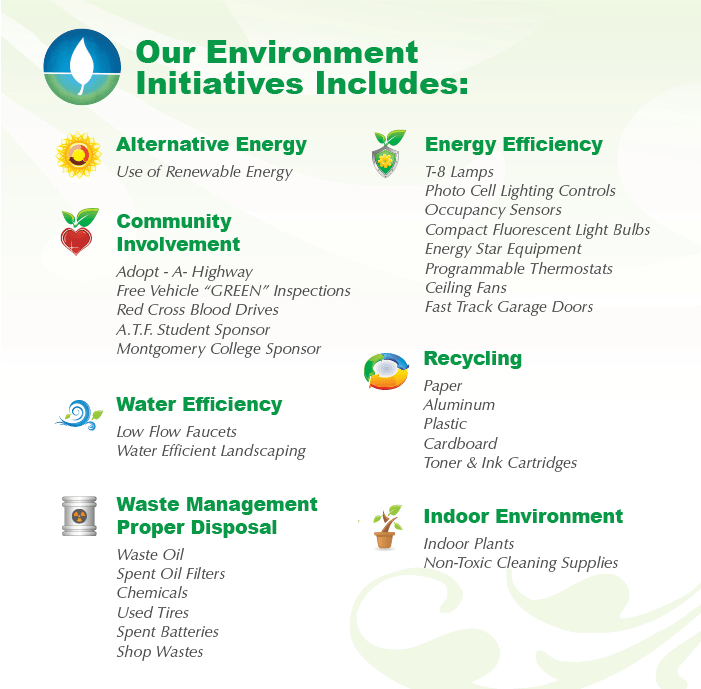 Our Environment
Initiatives Includes:
Alternative Energy
Use of Renewable Energy
Community
Involvement
Adopt - A- Highway
Free Vehicle “GREEN” Inspections
Red Cross Blood Drives
A.T.F. Student Sponsor
Montgomery College Sponsor
Water Efficiency
Low Flow Faucets
Water Efficient Landscaping
Waste Management
Proper Disposal
Waste Oil
Spent Oil Filters
Chemicals
Used Tires
Spent Batteries
Shop Wastes
Energy Efficiency
T-8 Lamps
Photo Cell Lighting Controls
Occupancy Sensors
Compact Fluorescent Light Bulbs
Energy Star Equipment
Programmable Thermostats
Ceiling Fans
Fast Track Garage Doors
Recycling
Paper
Aluminum
Plastic
Cardboard
Toner & Ink Cartridges
Indoor Environment
Indoor Plants
Non-Toxic Cleaning Supplies